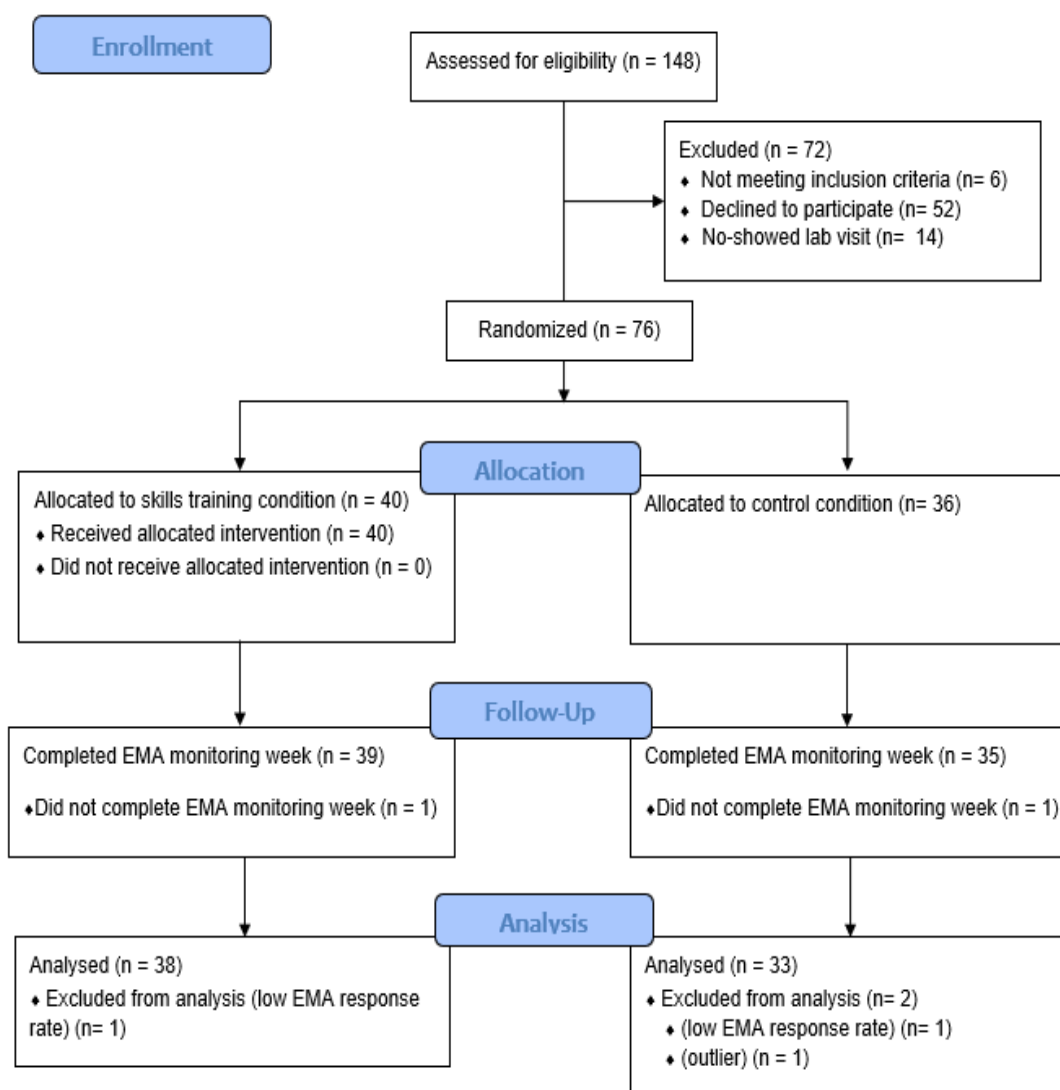 Enrollment
Assessed for eligibility (n = 148)
Excluded (n = 72)
♦ Not meeting inclusion criteria (n= 6)
♦ Declined to participate (n= 52)
♦ No-showed lab visit (n= 14)
Randomized (n = 76)
Allocation
Allocated to skills training condition (n = 40)
♦ Received allocated intervention (n = 40)
♦ Did not receive allocated intervention (n = 0)
Allocated to control condition (n= 36)
Follow-Up
Completed EMA monitoring week (n = 39)
♦Did not complete EMA monitoring week (n = 1)
Completed EMA monitoring week (n = 35)
♦Did not complete EMA monitoring week (n = 1)
Analysis
Analysed (n = 38)
♦ Excluded from analysis (low EMA response
rate) (n= 1)
Analysed (n = 33)
♦ Excluded from analysis (n= 2)
♦ (low EMA response rate) (n= 1)
♦ (outlier) (n = 1)